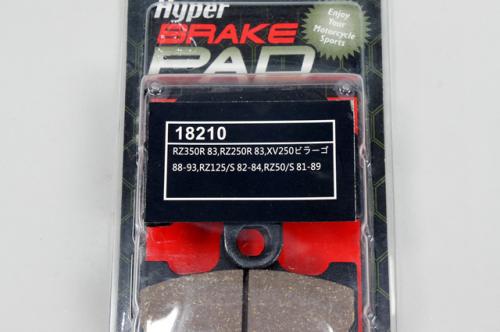 Hyper
BRAKE
PAD
Enjoy
Your
Motorcycle
Sports
18210
RZ350R 83,RZ250R 83,XV250ビラーゴ
88-93,RZ125/S 82-84,RZ50/S 81-89